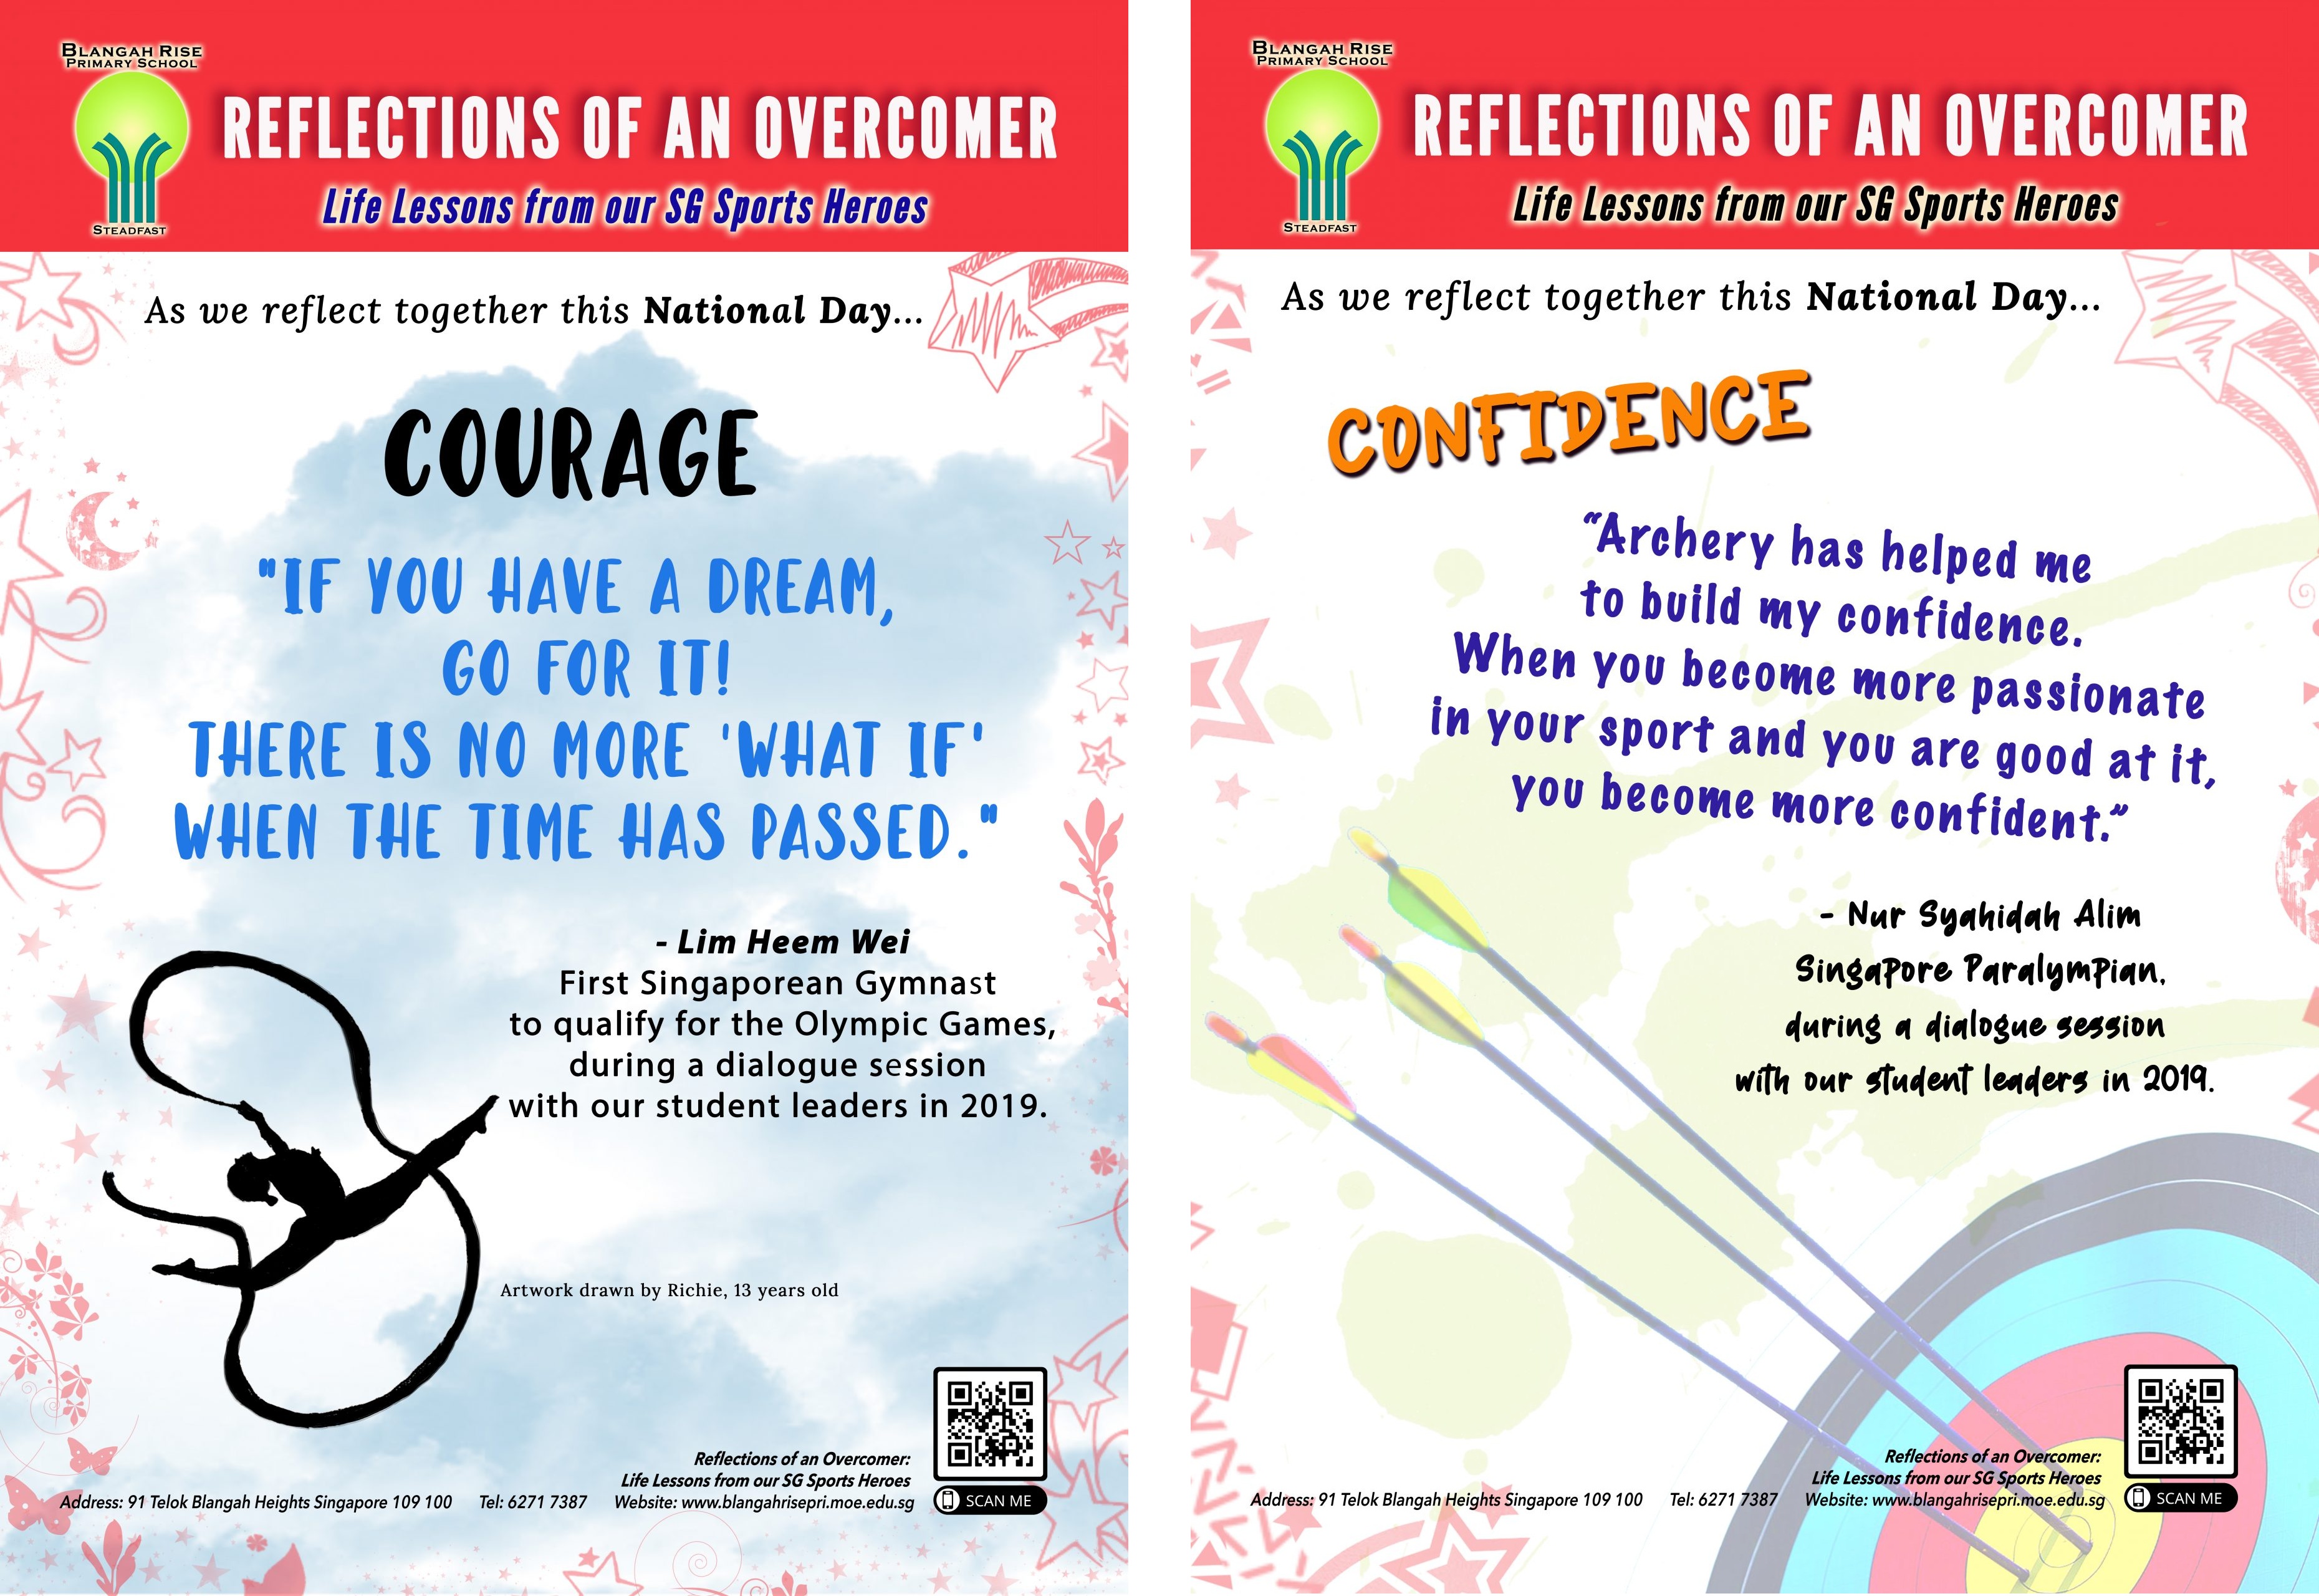 BLANGAH RISE
PRIMARY SCHOOL
STEADFAST
REFLECTIONS OF AN OVERCOMER
Life Lessons from our SG Sports Heroes
As we reflect together this National Day...
COURAGE
"IF YOU HAVE A DREAM,
GO FOR IT!
THERE IS NO MORE 'WHAT IF'
WHEN THE TIME HAS PASSED."
- Lim Heem Wei
First Singaporean Gymnast
to qualify for the Olympic Games,
during a dialogue session
with our student leaders in 2019.
Artwork drawn by Richie, 13 years old
Reflections of an Overcomer:
Life Lessons from our SG Sports Heroes
Address: 91 Telok Blangah Heights Singapore 109 100 Tel: 6271 7387 Website: www.blangahrisepri.moe.edu.sg
SCAN ME
BLANGAH RISE
PRIMARY SCHOOL
STEADFAST
REFLECTIONS OF AN OVERCOMER
Life Lessons from our SG Sports Heroes
As we reflect together this National Day...
CONFIDENCE
“Archery has helped me
to build my confidence.
When you become more passionate
in your sport and you are good at it,
you become more confident.”
- Nur Syahidah Alim
Singapore Paralympian,
during a dialogue session
with our student leaders in 2019.
Reflections of an Overcomer:
Life Lessons from our SG Sports Heroes
Address: 91 Telok Blangah Heights Singapore 109 100 Tel: 6271 7387 Website: www.blangahrisepri.moe.edu.sg
SCAN ME